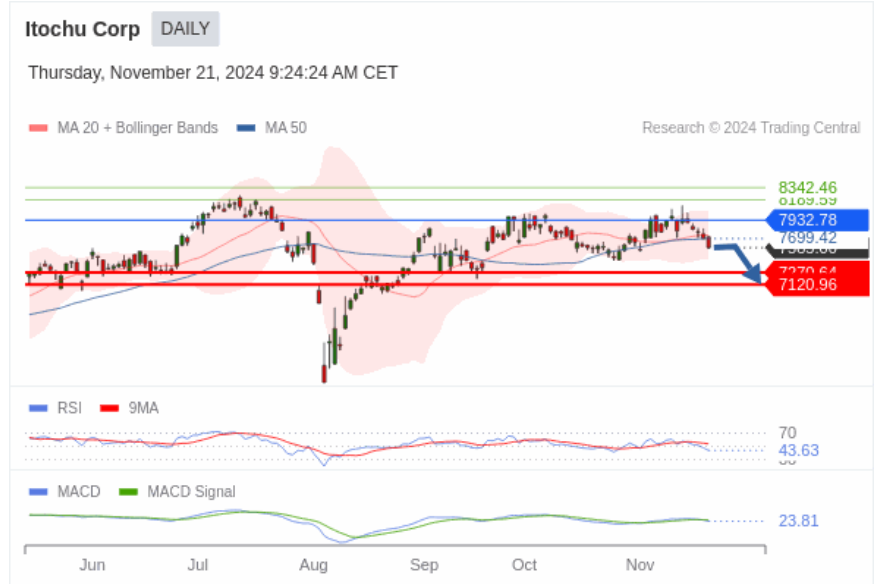 Itochu Corp DAILY
Thursday, November 21, 2024 9:24:24 AM CET
MA 20 + Bollinger Bands MA 50 Research © 2024 Trading Central
8342.46
8189.59
7932.78
7699.42
7120.96
RSI 9MA
70
43.63
MACD MACD Signal
23.81
Jun Jul Aug Sep Oct Nov